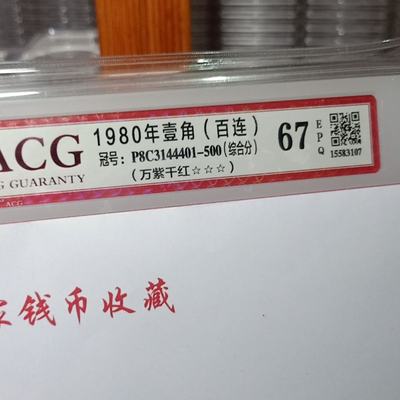 ACG
G GUARANTY
1980年壹角（百连）
冠号：P8C3144401-500(综合分)
（万紫千红☆☆☆）
67
EPQ
15583107
ACG
钱币收藏